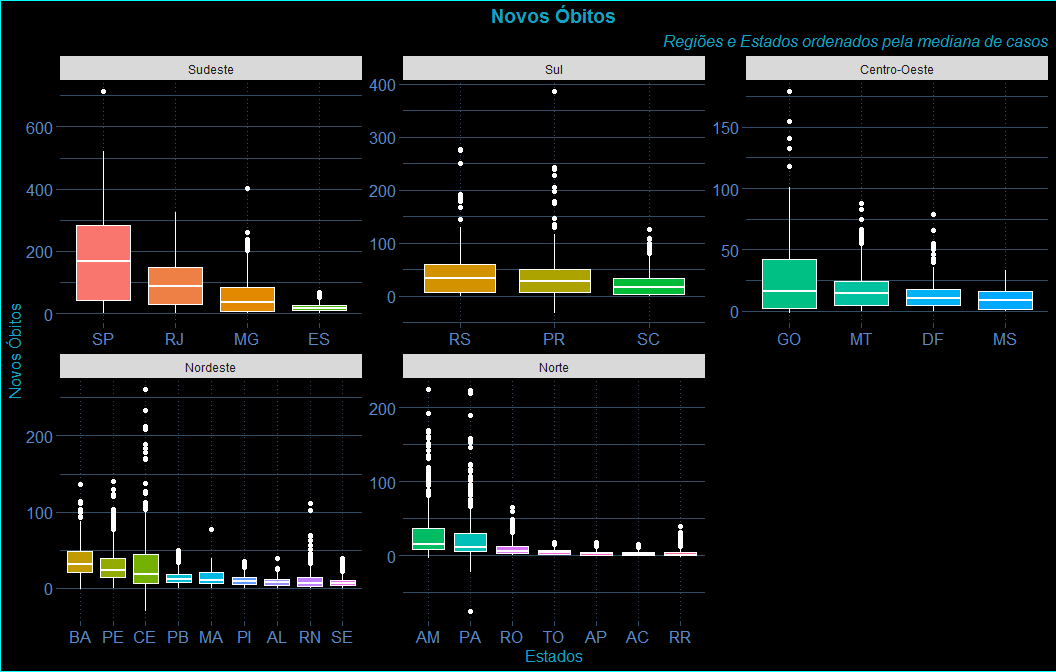 Novos Óbitos
Regiões e Estados ordenados pela mediana de casos
Novos Óbitos
Sudeste
600
400
200
0
SP RJ MG ES
Sul
400
300
200
100
0
RS PR SC
Centro-Oeste
150
100
50
0
GO MT DF MS
Nordeste
200
100
0
BA PE CE PB MA PI AL RN SE
Norte
200
100
0
AM PA RO TO AP AC RR
Estados